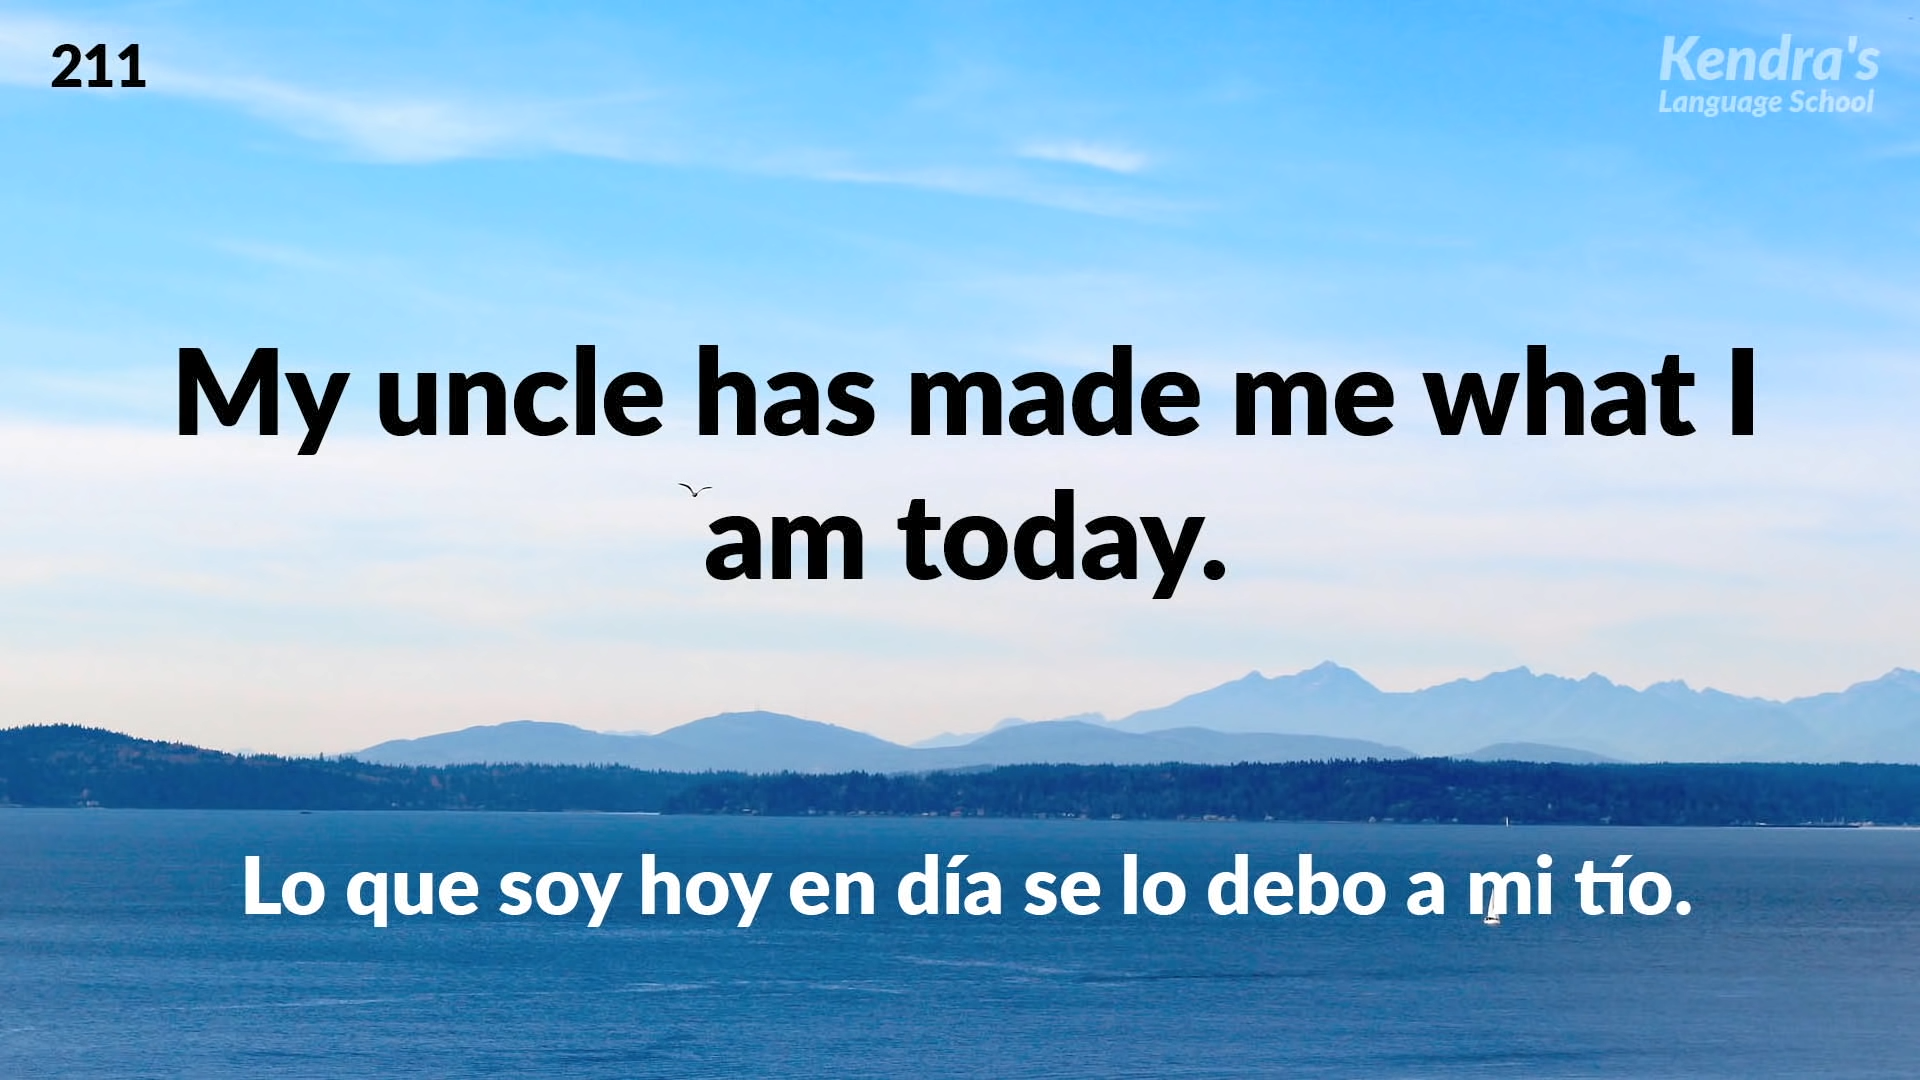 211
Kendra's
Language School
My uncle has made me what I
am today.
Lo que soy hoy en día se lo debo a mi tío.